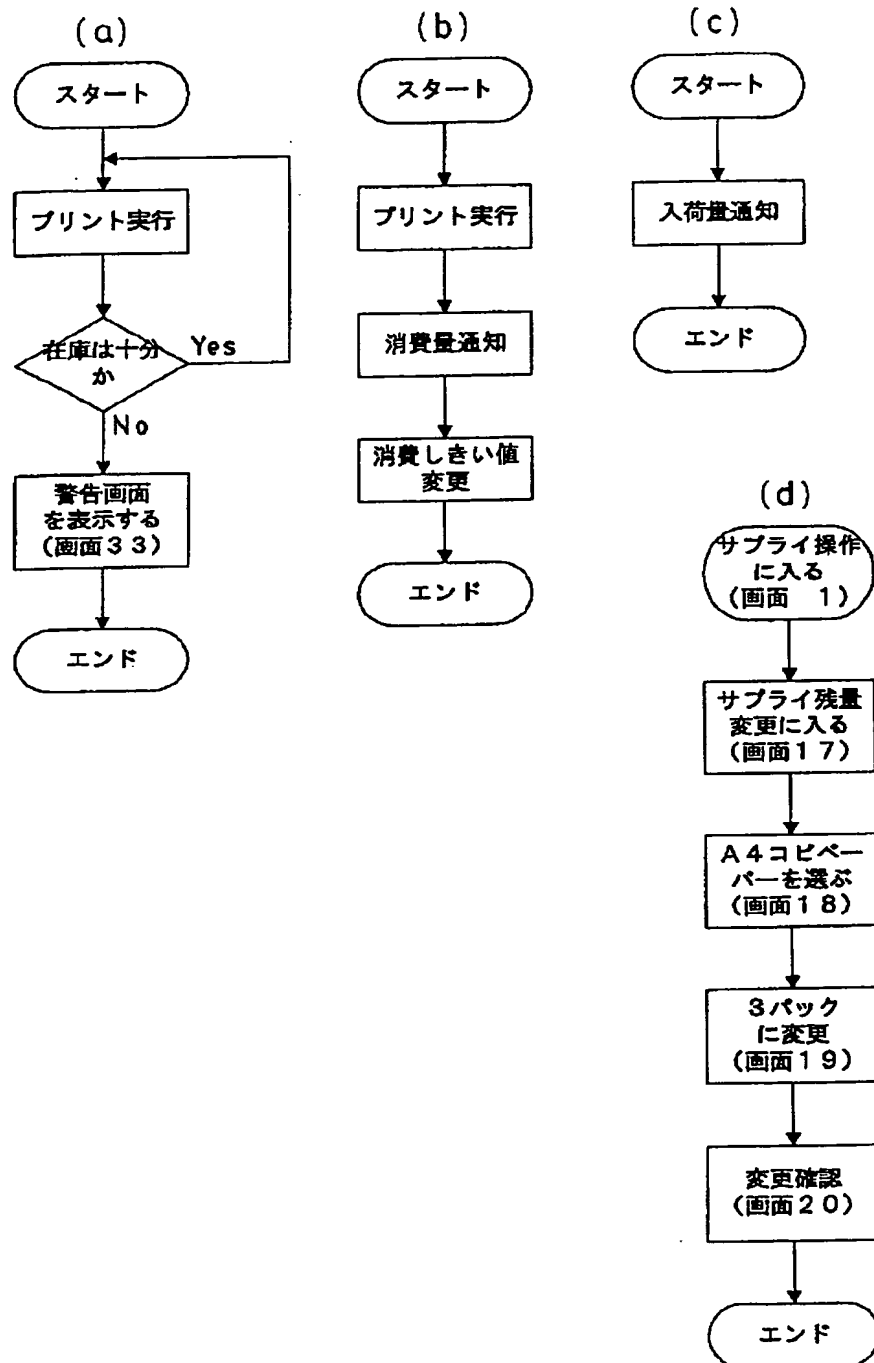 (a)
スタート
プリント実行
在庫は十分
か
Yes
No
警告画面
を表示する
(画面33)
エンド
(b)
スタート
プリント実行
消費量通知
消費しきい値
変更
エンド
(c)
スタート
入荷量通知
エンド
(d)
サプライ操作
に入る
(画面 1)
サプライ残量
変更に入る
(画面17)
A4コピペー
パーを選ぶ
(画面18)
3パック
に変更
(画面19)
変更確認
(画面20)
エンド